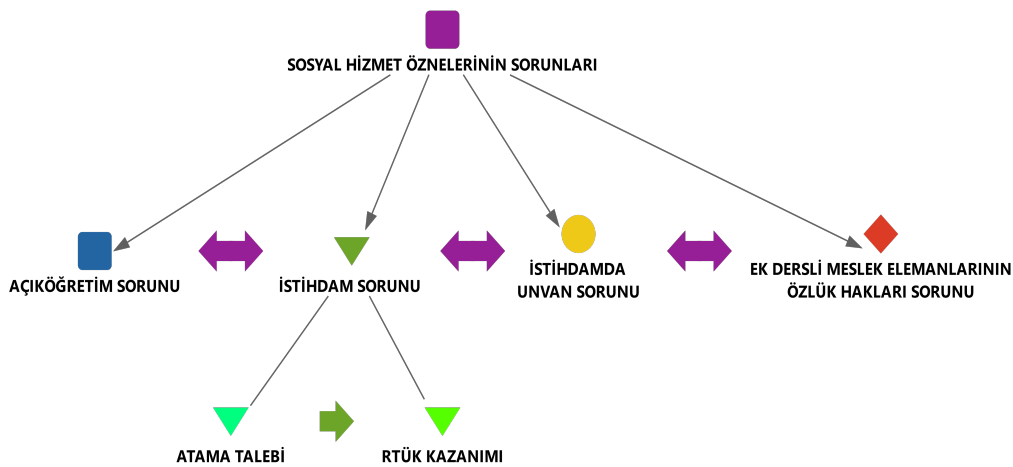 SOSYAL HİZMET ÖZNELERİNİN SORUNLARI
AÇIKÖĞRETİM SORUNU
İSTİHDAM SORUNU
İSTİHDAMDA
UNVAN SORUNU
EK DERSLİ MESLEK ELEMANLARININ
ÖZLÜK HAKLARI SORUNU
ATAMA TALEBİ
RTÜK KAZANIMI